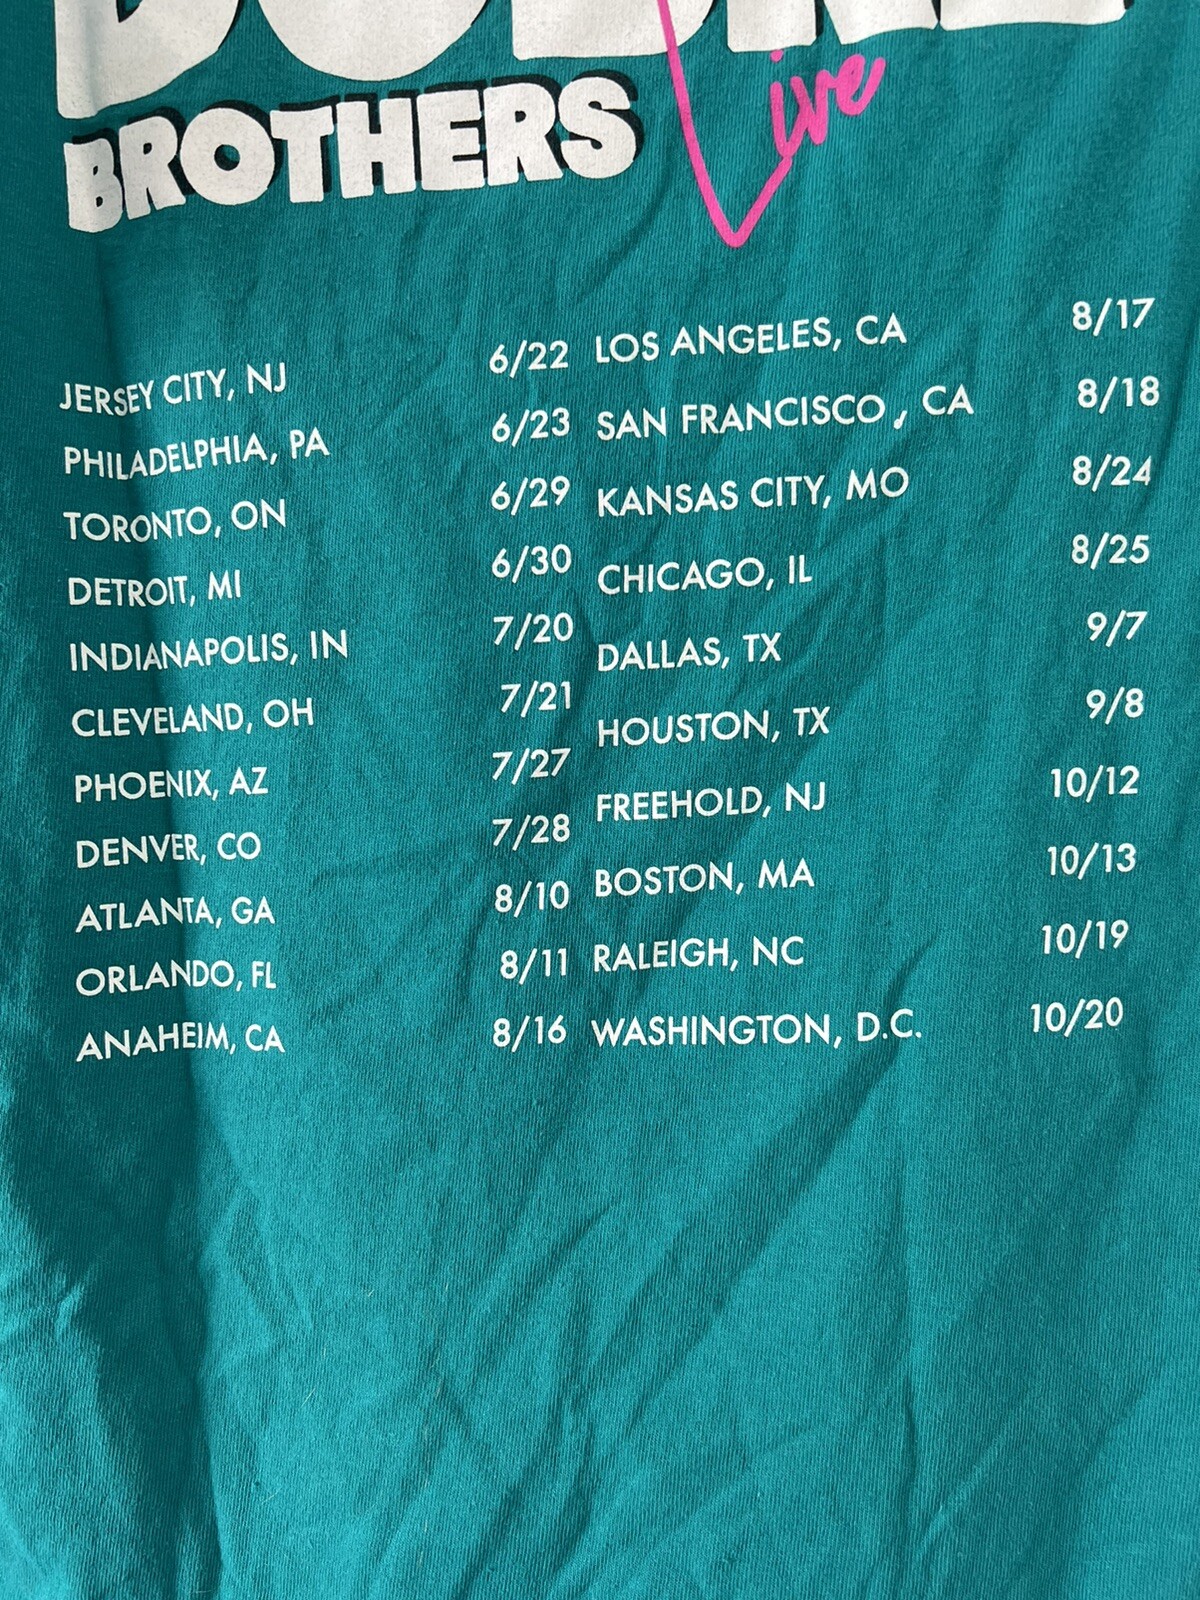 BROTHERS
Live
JERSEY CITY, NJ 6/22
PHILADELPHIA, PA 6/23
TORONTO, ON 6/29
DETROIT, MI 6/30
INDIANAPOLIS, IN 7/20
CLEVELAND, OH 7/21
PHOENIX, AZ 7/27
DENVER, CO 7/28
ATLANTA, GA 8/10
ORLANDO, FL 8/11
ANAHEIM, CA 8/16
LOS ANGELES, CA 8/17
SAN FRANCISCO , CA 8/18
KANSAS CITY, MO 8/24
CHICAGO, IL 8/25
DALLAS, TX 9/7
HOUSTON, TX 9/8
FREEHOLD, NJ 10/12
BOSTON, MA 10/13
RALEIGH, NC 10/19
WASHINGTON, D.C. 10/20